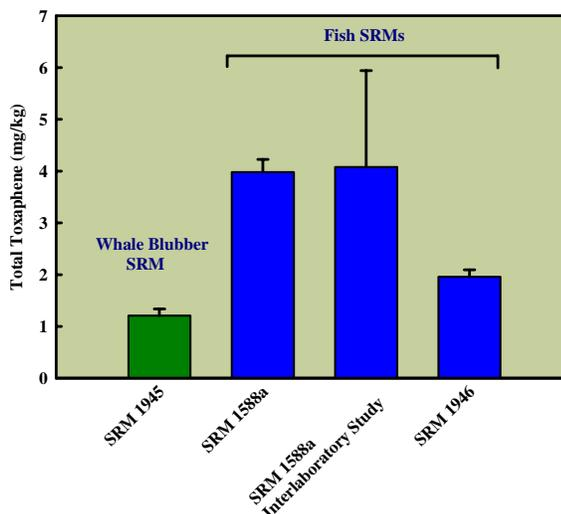 7
6
5
4
3
2
1
0
Total Toxaphene (mg/kg)
Fish SRMs
Whale Blubber
SRM
SRM 1945
SRM 1588a
SRM 1588a
Interlaboratory Study
SRM 1946